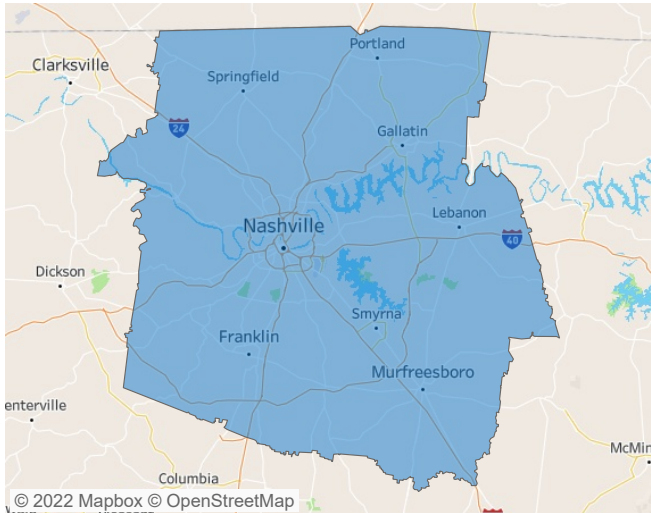 Portland
Clarksville
Springfield
24
Gallatin
Nashville
Lebanon
40
Dickson
Smyrna
Franklin
Murfreesboro
enterville
McMin
Columbia
© 2022 Mapbox © OpenStreetMap